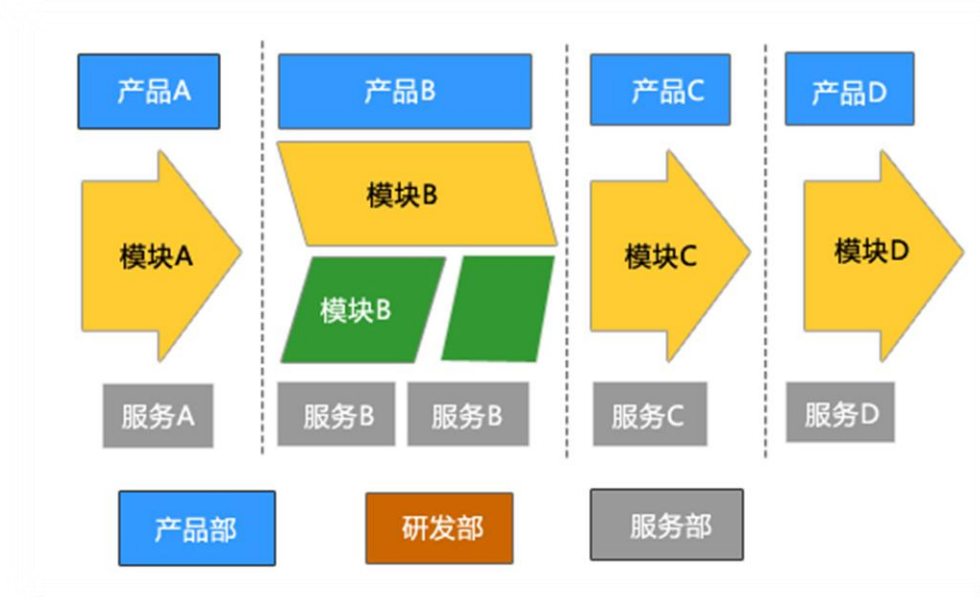 产品A
产品B
产品C
产品D
模块B
模块A
模块C
模块D
模块B
服务A
服务B
服务B
服务C
服务D
产品部
研发部
服务部